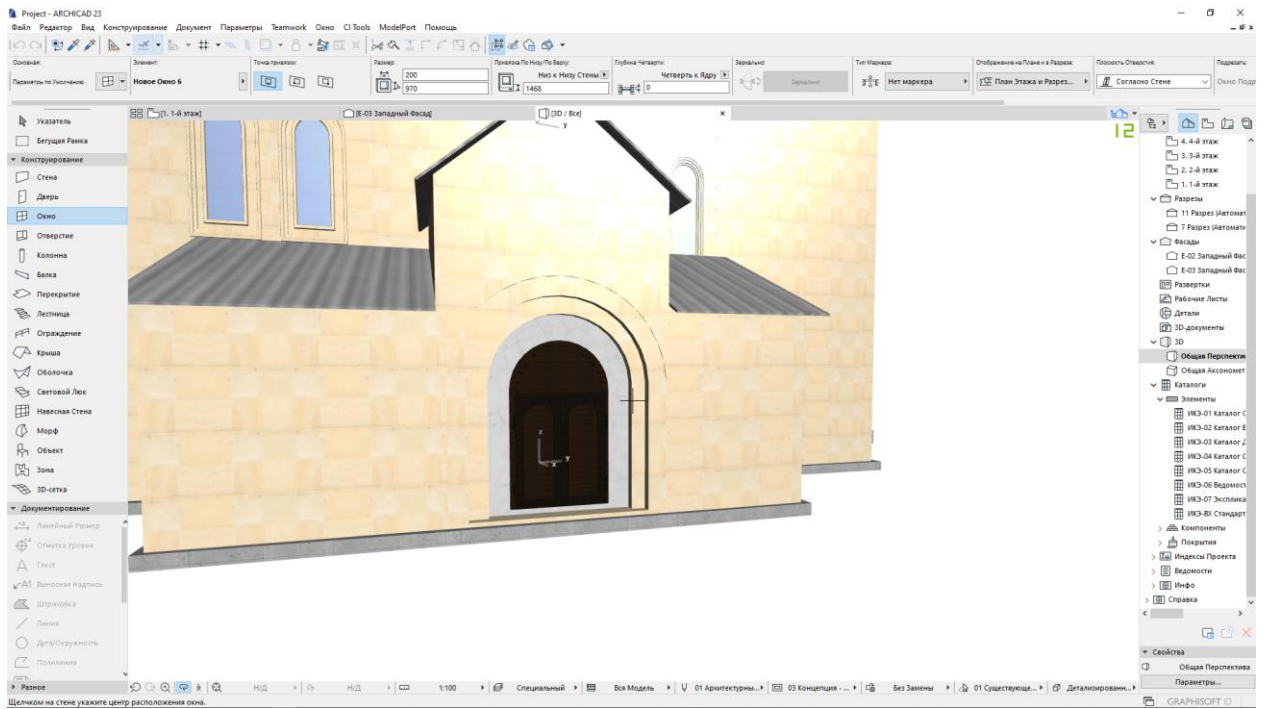 Project - ARCHICAD 23
Файл Редактор Вид Конструирование Документ Параметры Teamwork Окно CI Tools ModelPort Помощь
Основная: Элемент: Точка привязки: Размер: Привязка По Низу/По Верху: Глубина Четверти: Зеркально: Тип Маркера: Отображение на Плане и в Разрезе: Плоскость Отверстия: Подрезать:
Параметры по Умолчанию Новое Окно 6 200 970 Низ к Низу Стены 1468 Четверть к Ядру 0 Зеркально Нет маркера План Этажа и Разрез... Согласно Стене Окно Подр
[1. 1-й этаж] [E-03 Западный Фасад] [3D / Все]
12
Указатель
Бегущая Рамка
Конструирование
Стена
Дверь
Окно
Отверстие
Колонна
Балка
Перекрытие
Лестница
Ограждение
Крыша
Оболочка
Световой Люк
Навесная Стена
Морф
Объект
Зона
3D-сетка
Документирование
Линейный Размер
Отметка Уровня
Текст
Выносная Надпись
Штриховка
Линия
Дуга/Окружность
Полилиния
Разное
y
z
y
x
4. 4-й этаж
3. 3-й этаж
2. 2-й этаж
1. 1-й этаж
Разрезы
11 Разрез (Автомат
7 Разрез (Автомати
Фасады
E-02 Западный Фас
E-03 Западный Фас
Развертки
Рабочие Листы
Детали
3D-документы
3D
Общая Перспекти
Общая Аксономет
Каталоги
Элементы
ИКЭ-01 Каталог С
ИКЭ-02 Каталог В
ИКЭ-03 Каталог Д
ИКЭ-04 Каталог С
ИКЭ-05 Каталог С
ИКЭ-06 Ведомост
ИКЭ-07 Экспликa
ИКЭ-ВХ Стандарт
Компоненты
Покрытия
Индексы Проекта
Ведомости
Инфо
Справка
Свойства
Общая Перспектива
Параметры...
Н/Д Н/Д 1:100 Специальный Вся Модель 01 Архитектурны... 03 Концепция - ... Без Замены 01 Существующе... Детализированн...
Щелчком на стене укажите центр расположения окна.
GRAPHISOFT ID